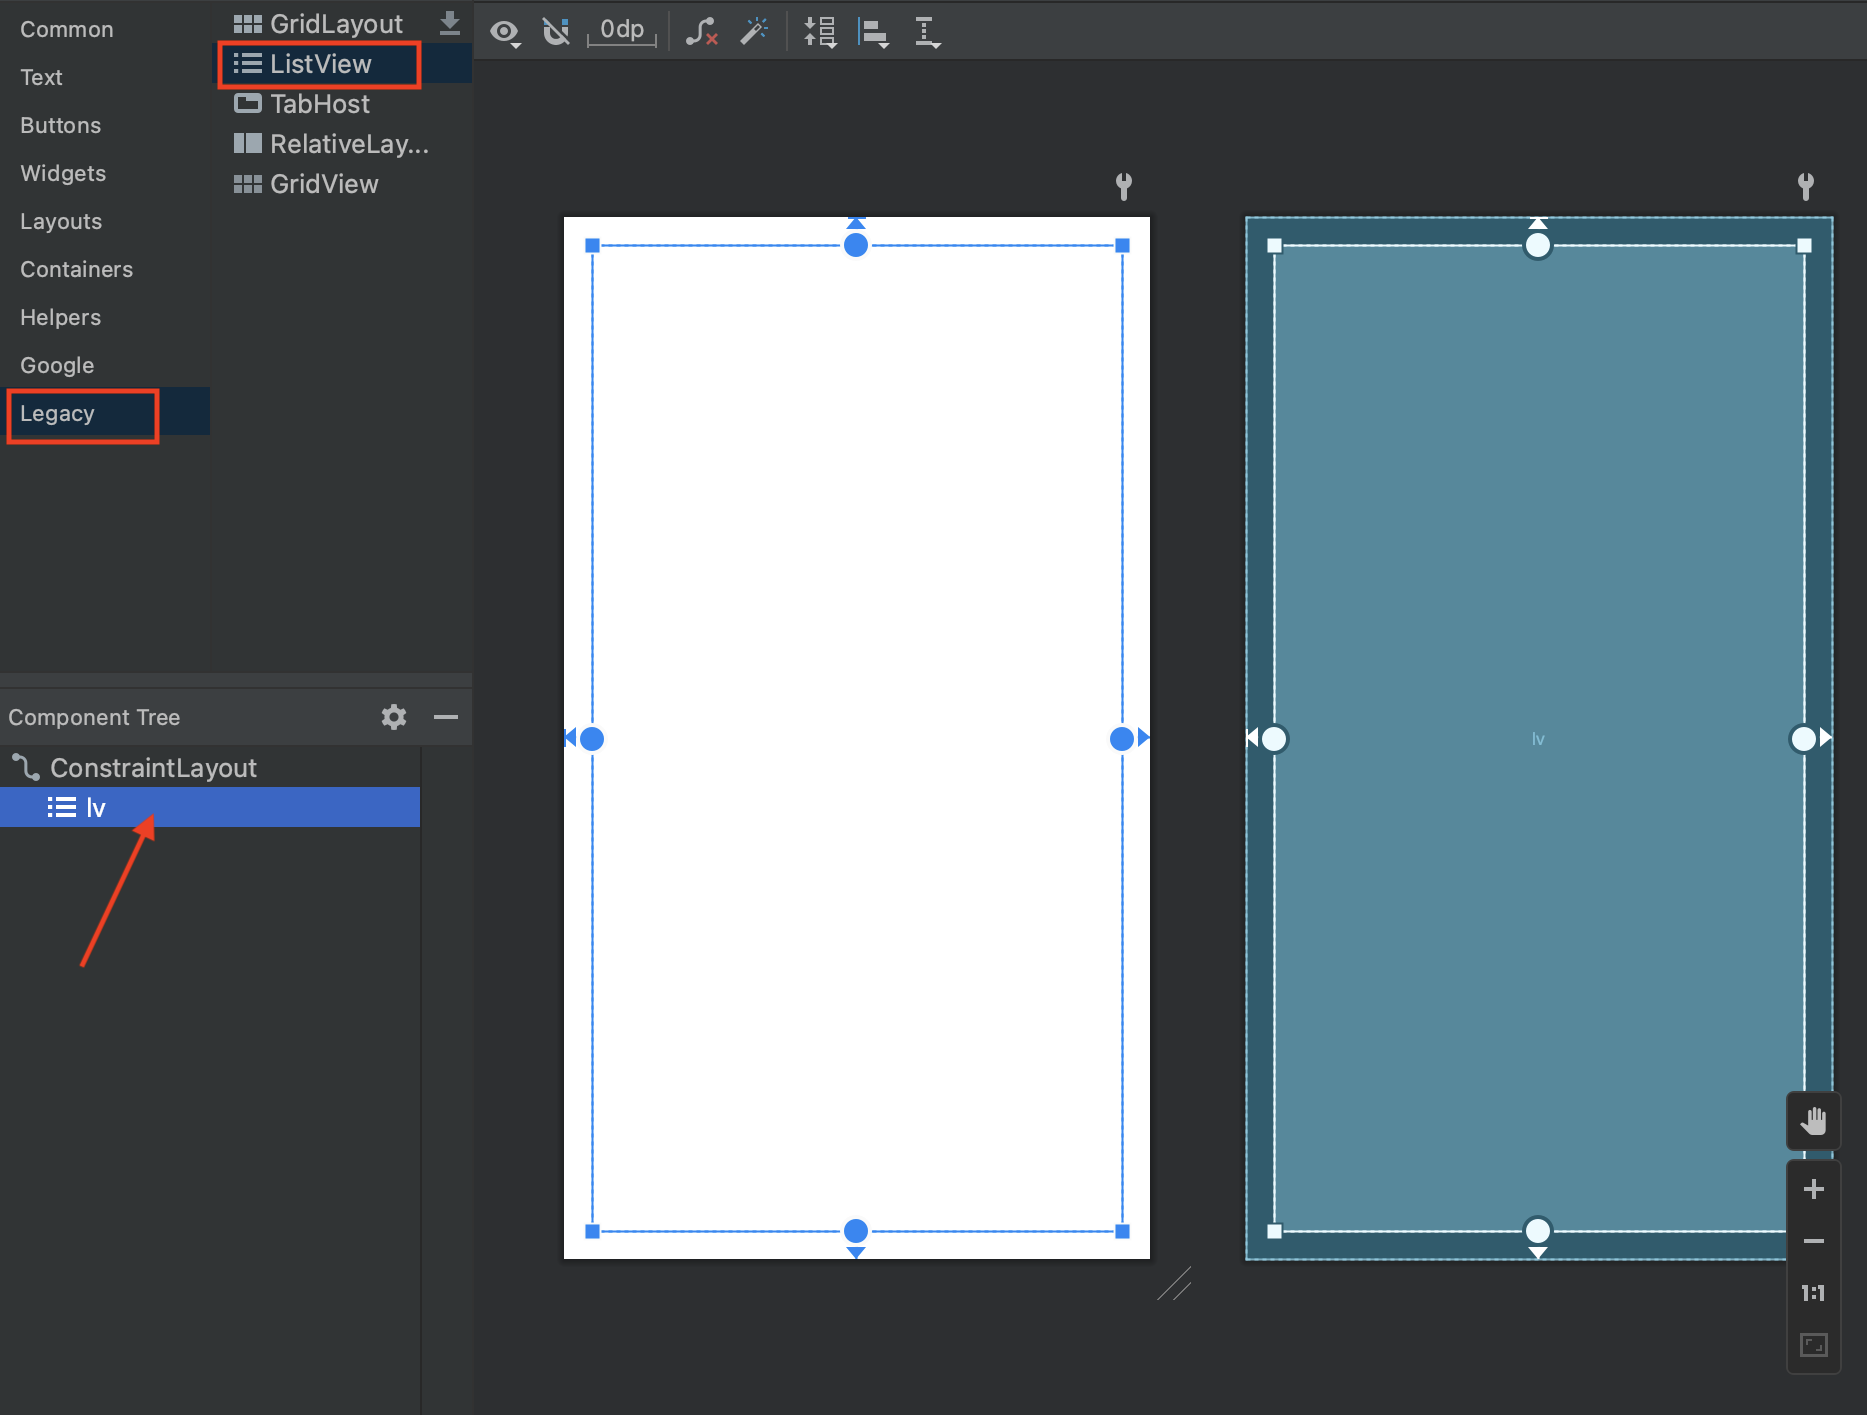 Common
Text
Buttons
Widgets
Layouts
Containers
Helpers
Google
Legacy
GridLayout
ListView
TabHost
RelativeLay...
GridView
0dp
Component Tree
ConstraintLayout
lv
lv
1:1